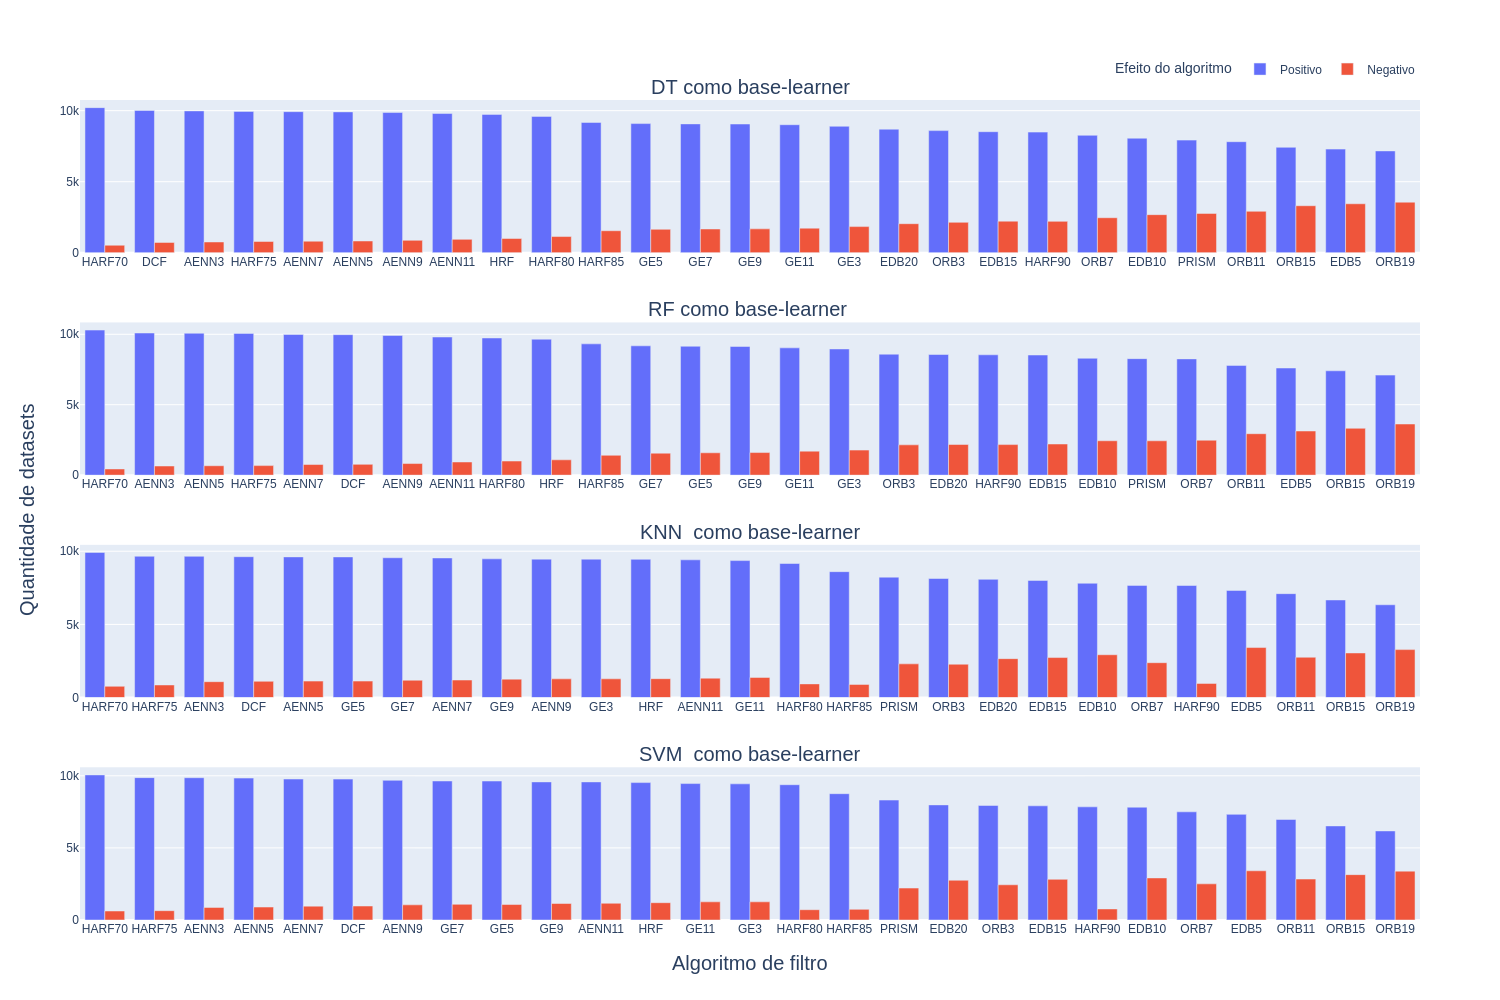 Efeito do algoritmo Positivo Negativo
DT como base-learner
10k
5k
0
HARF70 DCF AENN3 HARF75 AENN7 AENN5 AENN9 AENN11 HRF HARF80 HARF85 GE5 GE7 GE9 GE11 GE3 EDB20 ORB3 EDB15 HARF90 ORB7 EDB10 PRISM ORB11 ORB15 EDB5 ORB19
RF como base-learner
10k
5k
0
HARF70 AENN3 AENN5 HARF75 AENN7 DCF AENN9 AENN11 HARF80 HRF HARF85 GE7 GE5 GE9 GE11 GE3 ORB3 EDB20 HARF90 EDB15 EDB10 PRISM ORB7 ORB11 EDB5 ORB15 ORB19
Quantidade de datasets
KNN  como base-learner
10k
5k
0
HARF70 HARF75 AENN3 DCF AENN5 GE5 GE7 AENN7 GE9 AENN9 GE3 HRF AENN11 GE11 HARF80 HARF85 PRISM ORB3 EDB20 EDB15 EDB10 ORB7 HARF90 EDB5 ORB11 ORB15 ORB19
SVM  como base-learner
10k
5k
0
HARF70 HARF75 AENN3 AENN5 AENN7 DCF AENN9 GE7 GE5 GE9 AENN11 HRF GE11 GE3 HARF80 HARF85 PRISM EDB20 ORB3 EDB15 HARF90 EDB10 ORB7 EDB5 ORB11 ORB15 ORB19
Algoritmo de filtro